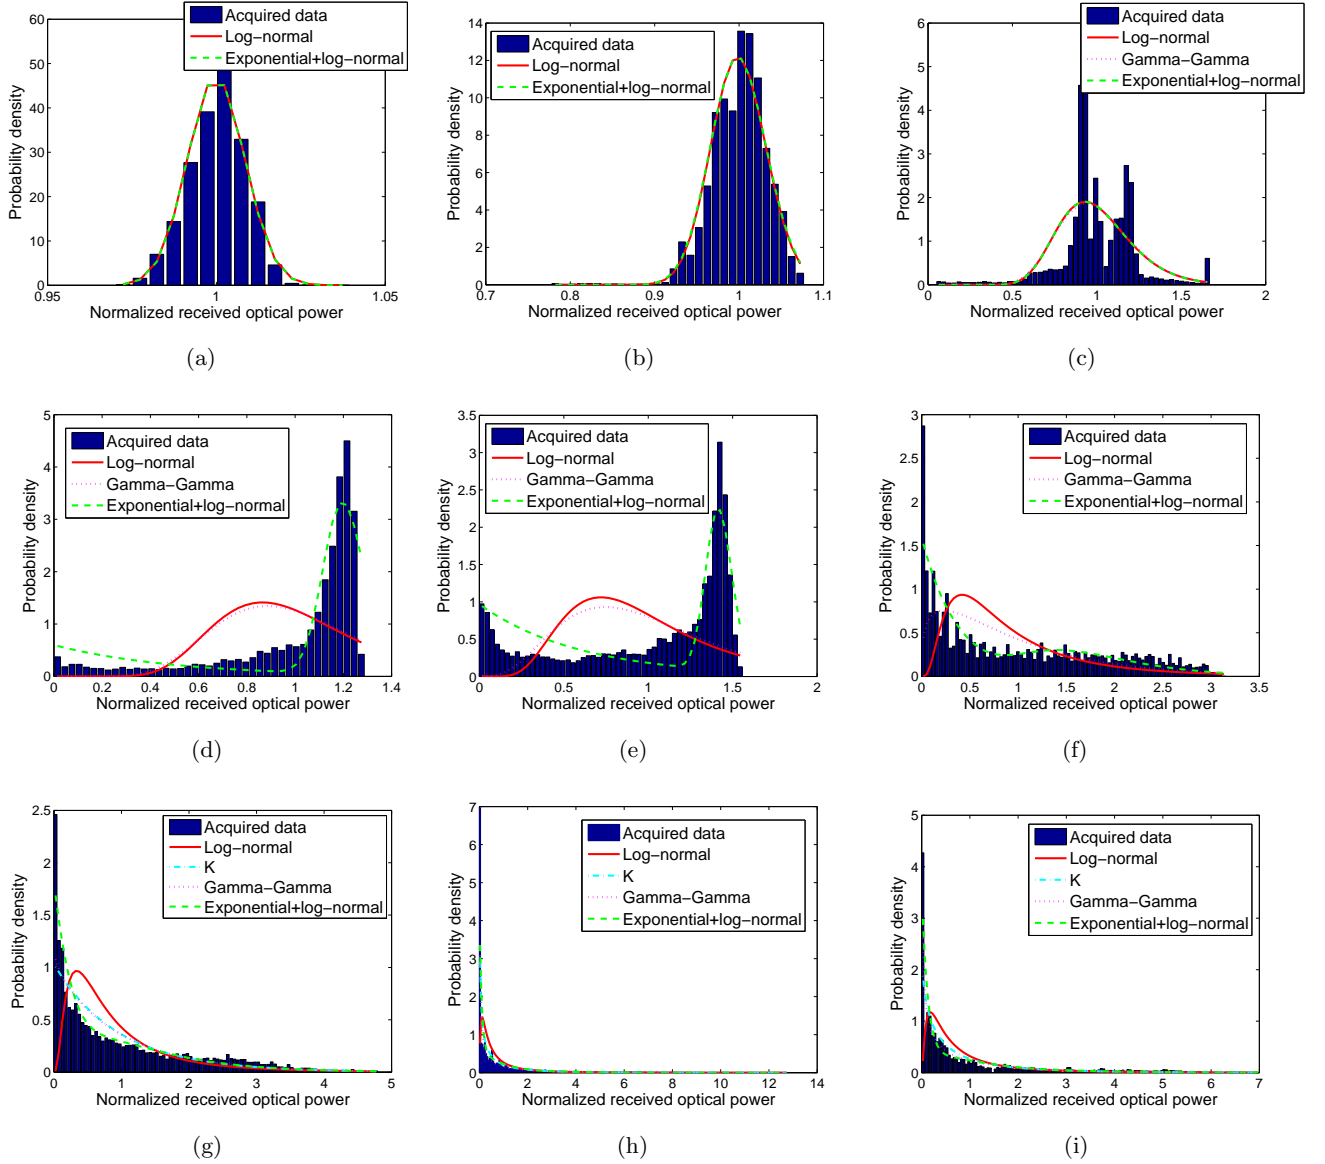 60
50
40
30
20
10
0
0.95
1
1.05
Probability density
Normalized received optical power
Acquired data
Log−normal
Exponential+log−normal
(a)
14
12
10
8
6
4
2
0
0.7
0.8
0.9
1
1.1
Probability density
Normalized received optical power
Acquired data
Log−normal
Exponential+log−normal
(b)
6
5
4
3
2
1
0
0
0.5
1
1.5
2
Probability density
Normalized received optical power
Acquired data
Log−normal
Gamma−Gamma
Exponential+log−normal
(c)
5
4
3
2
1
0
0
0.2
0.4
0.6
0.8
1.0
1.2
1.4
Probability density
Normalized received optical power
Acquired data
Log−normal
Gamma−Gamma
Exponential+log−normal
(d)
3.5
3
2.5
2
1.5
1
0.5
0
0
0.5
1
1.5
2
Probability density
Normalized received optical power
Acquired data
Log−normal
Gamma−Gamma
Exponential+log−normal
(e)
3
2.5
2
1.5
1
0.5
0
0
0.5
1
1.5
2
2.5
3
3.5
Probability density
Normalized received optical power
Acquired data
Log−normal
Gamma−Gamma
Exponential+log−normal
(f)
2.5
2
1.5
1
0.5
0
0
1
2
3
4
5
Probability density
Normalized received optical power
Acquired data
Log−normal
K
Gamma−Gamma
Exponential+log−normal
(g)
7
6
5
4
3
2
1
0
0
2
4
6
8
10
12
14
Probability density
Normalized received optical power
Acquired data
Log−normal
K
Gamma−Gamma
Exponential+log−normal
(h)
5
4
3
2
1
0
0
1
2
3
4
5
6
7
Probability density
Normalized received optical power
Acquired data
Log−normal
K
Gamma−Gamma
Exponential+log−normal
(i)